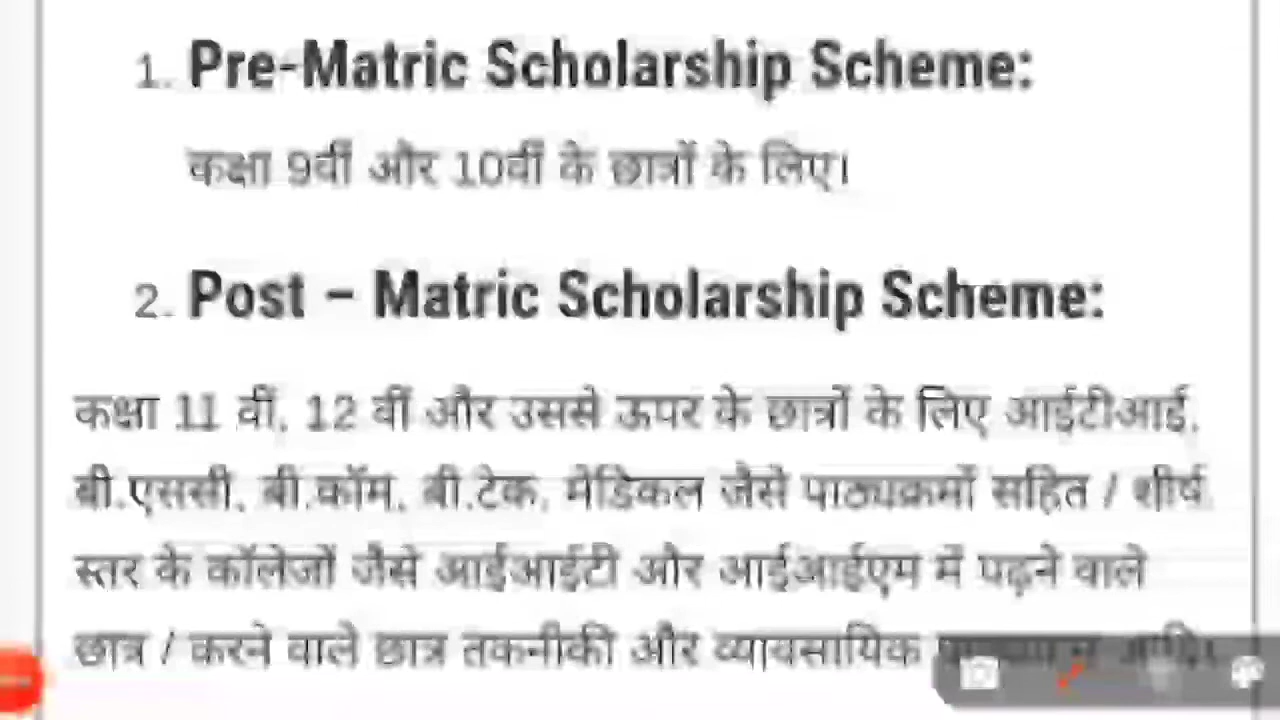 1. Pre-Matric Scholarship Scheme:
कक्षा 9वीं और 10वीं के छात्रों के लिए।
2. Post – Matric Scholarship Scheme:
कक्षा 11 वीं, 12 वीं और उससे ऊपर के छात्रों के लिए आईटीआई,
बी.एससी, बी.कॉम, बी.टेक, मेडिकल जैसे पाठ्यक्रमों सहित / शीर्ष
स्तर के कॉलेजों जैसे आईआईटी और आईआईएम में पढ़ने वाले
छात्र / करने वाले छात्र तकनीकी और व्यावसायिक